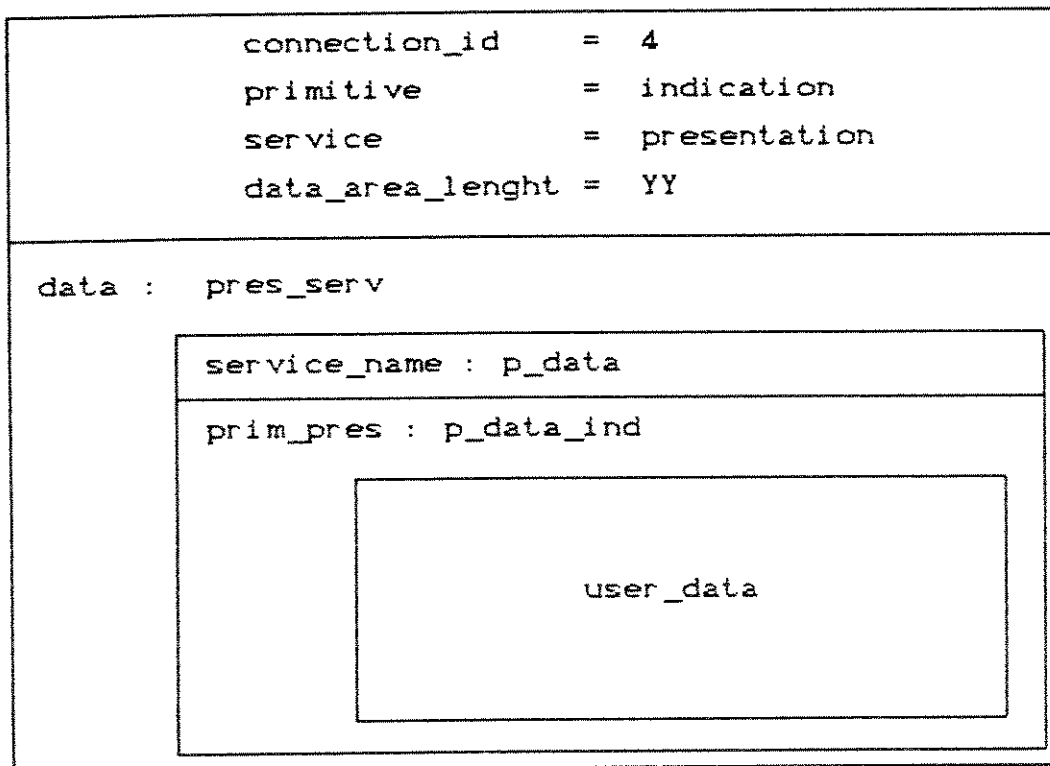 connection_id = 4
primitive = indication
service = presentation
data_area_lenght = YY
data : pres_serv
service_name : p_data
prim_pres : p_data_ind
user_data